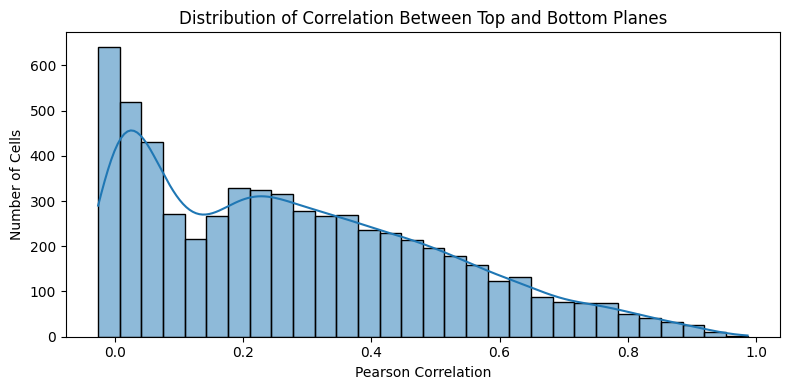 Distribution of Correlation Between Top and Bottom Planes
Number of Cells
600
500
400
300
200
100
0
0.0 0.2 0.4 0.6 0.8 1.0
Pearson Correlation